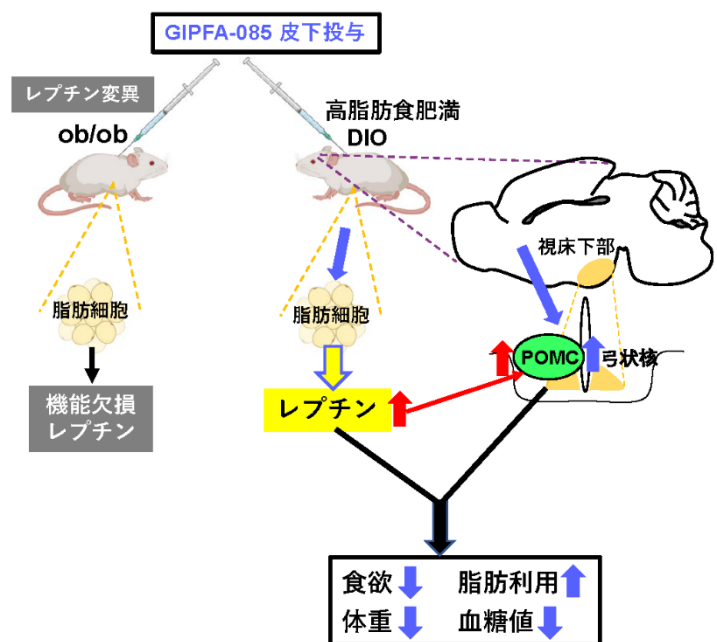 GIPFA-085 皮下投与
レプチン変異
ob/ob
高脂肪食肥満
DIO
視床下部
脂肪細胞
脂肪細胞
POMC
弓状核
機能欠損
レプチン
レプチン
食欲 脂肪利用
体重 血糖値